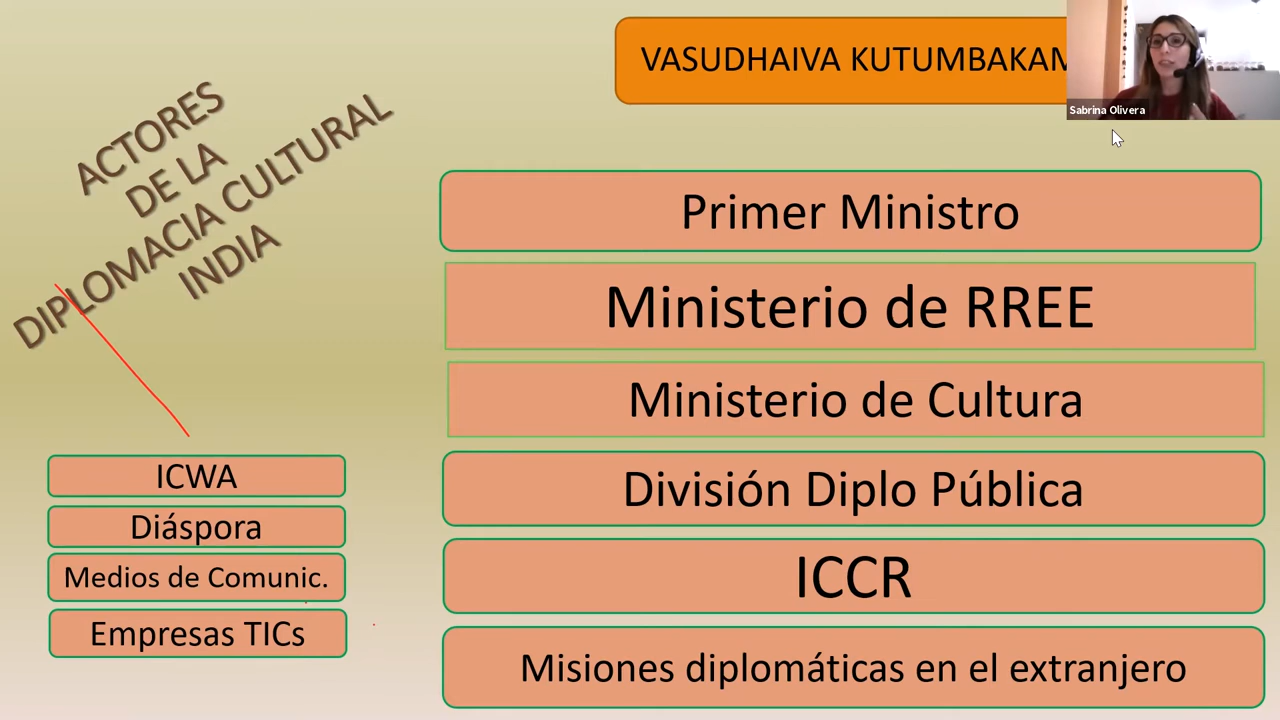 VASUDHAIVA KUTUMBAKAM
Sabrina Olivera
ACTORES
DE LA
DIPLOMACIA CULTURAL
INDIA
Primer Ministro
Ministerio de RREE
Ministerio de Cultura
División Diplo Pública
ICCR
Misiones diplomáticas en el extranjero
ICWA
Diáspora
Medios de Comunic.
Empresas TICs